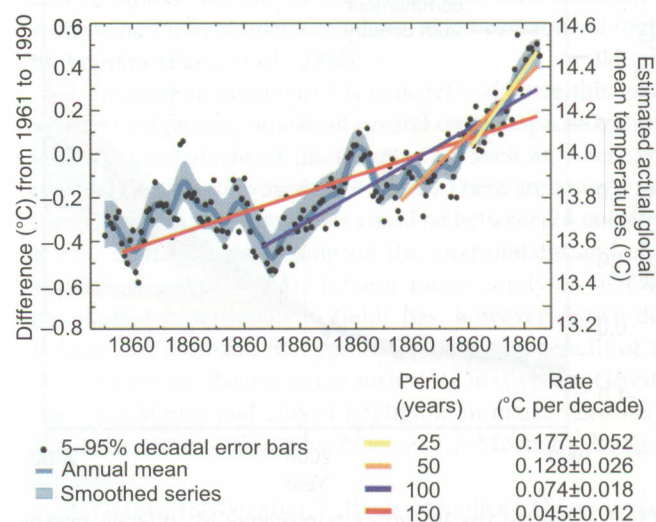 Difference (°C) from 1961 to 1990
0.6
0.4
0.2
0.0
−0.2
−0.4
−0.6
−0.8
14.6
14.4
14.2
14.0
13.8
13.6
13.4
13.2
Estimated actual global
mean temperatures (°C)
1860 1860 1860 1860 1860 1860 1860 1860
Period Rate
(years) (°C per decade)
25 0.177±0.052
50 0.128±0.026
100 0.074±0.018
150 0.045±0.012
5–95% decadal error bars
Annual mean
Smoothed series